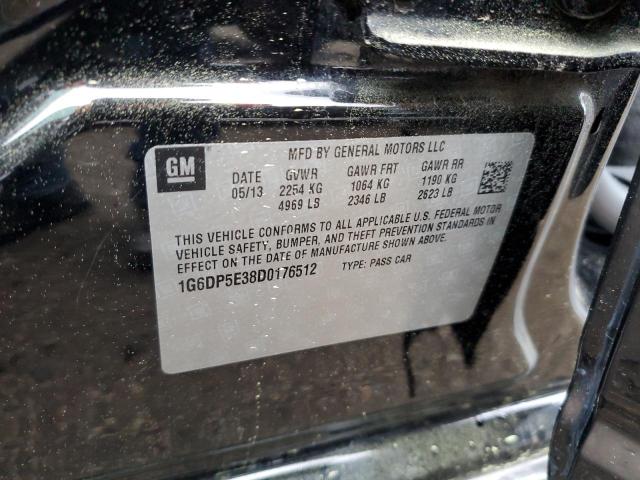 MFD BY GENERAL MOTORS LLC
GM
DATE GVWR GAWR FRT GAWR RR
05/13 2254 KG 1064 KG 1190 KG
4969 LS 2346 LB 2623 LB
THIS VEHICLE CONFORMS TO ALL APPLICABLE U.S. FEDERAL MOTOR
VEHICLE SAFETY, BUMPER, AND THEFT PREVENTION STANDARDS IN
EFFECT ON THE DATE OF MANUFACTURE SHOWN ABOVE.
1G6DP5E38D0176512 TYPE: PASS CAR